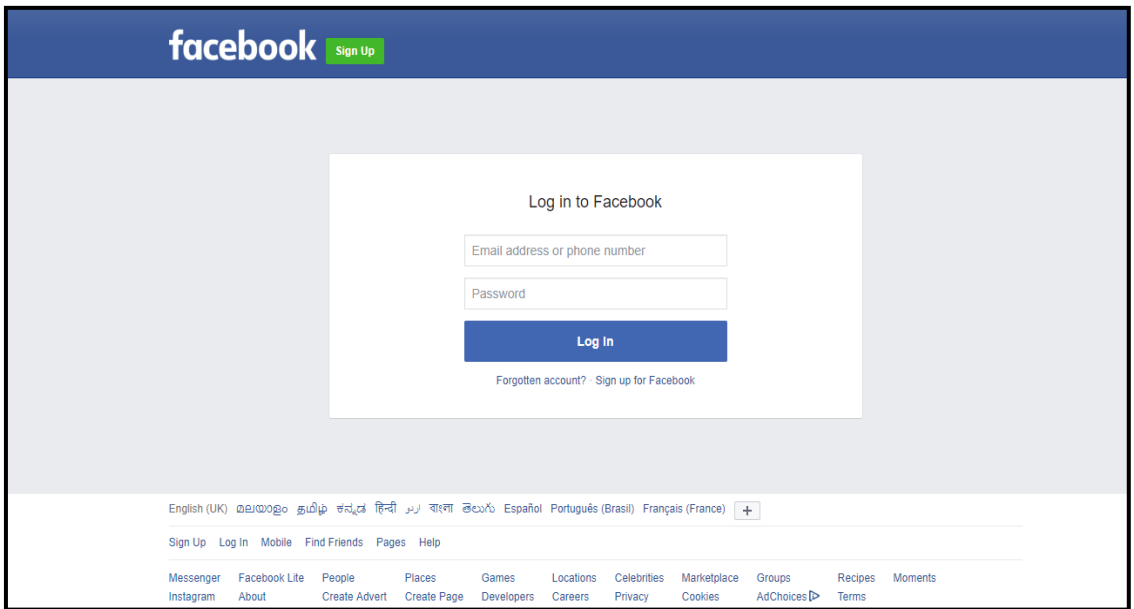 facebook Sign Up
Log in to Facebook
Email address or phone number
Password
Log In
Forgotten account? · Sign up for Facebook
English (UK) മലയാളം தமிழ் ಕನ್ನಡ हिन्दी اردو বাংলা తెలుగు Español Português (Brasil) Français (France) +
Sign Up Log In Mobile Find Friends Pages Help
Messenger Facebook Lite People Places Games Locations Celebrities Marketplace Groups Recipes Moments
Instagram About Create Advert Create Page Developers Careers Privacy Cookies AdChoices Terms